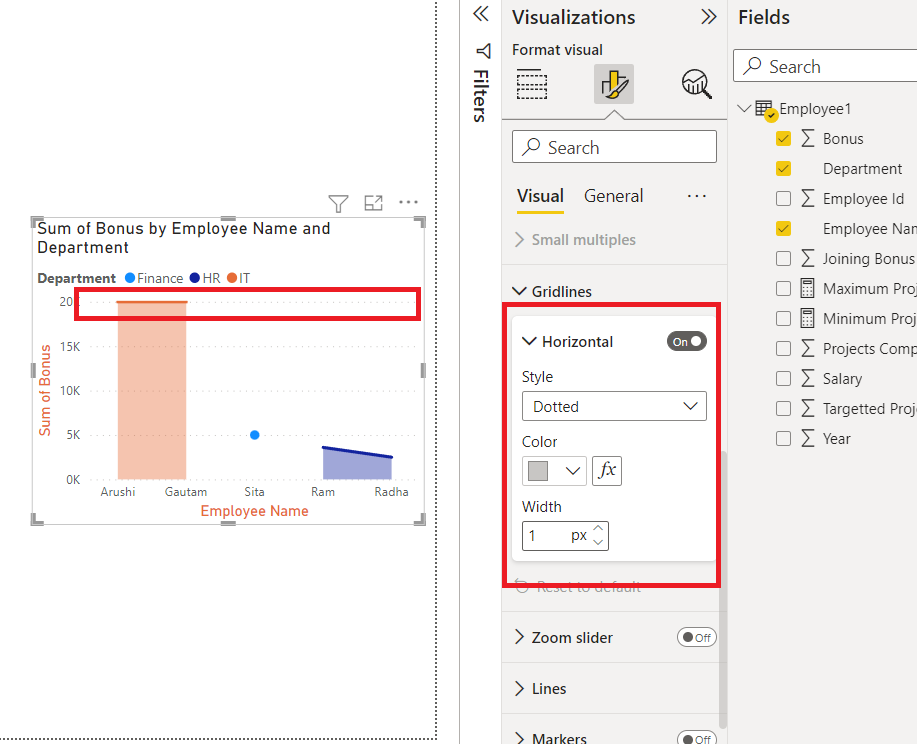 Visualizations
Fields
Format visual
Filters
Search
Search
Employee1
Bonus
Department
Employee Id
Employee Nam
Joining Bonus
Maximum Proj
Minimum Proj
Projects Comp
Salary
Targetted Proj
Year
Visual
General
Small multiples
Gridlines
Horizontal
On
Style
Dotted
Color
fx
Width
1 px
Reset to default
Zoom slider
Off
Lines
Markers
Off
Sum of Bonus by Employee Name and
Department
Department Finance HR IT
20
15K
10K
5K
0K
Sum of Bonus
Arushi Gautam Sita Ram Radha
Employee Name